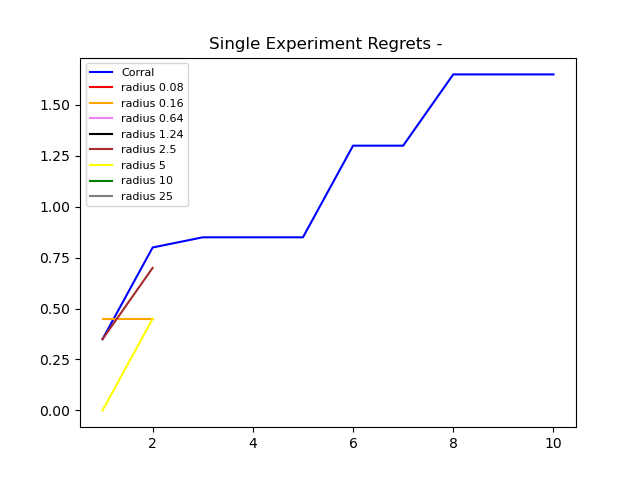 Single Experiment Regrets -
Corral
radius 0.08
radius 0.16
radius 0.64
radius 1.24
radius 2.5
radius 5
radius 10
radius 25
1.50
1.25
1.00
0.75
0.50
0.25
0.00
2 4 6 8 10